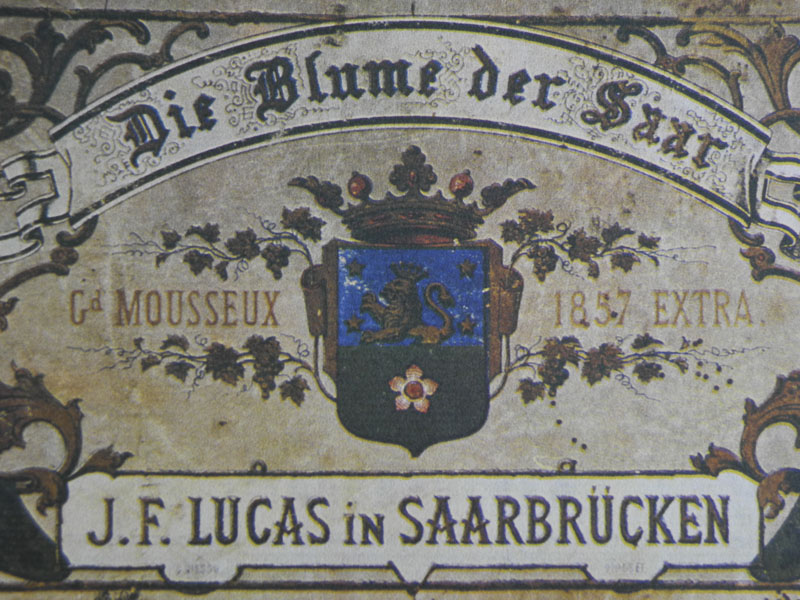 Die Blume der Saar
Gd MOUSSEUX 1857 EXTRA.
J. F. LUCAS in SAARBRÜCKEN